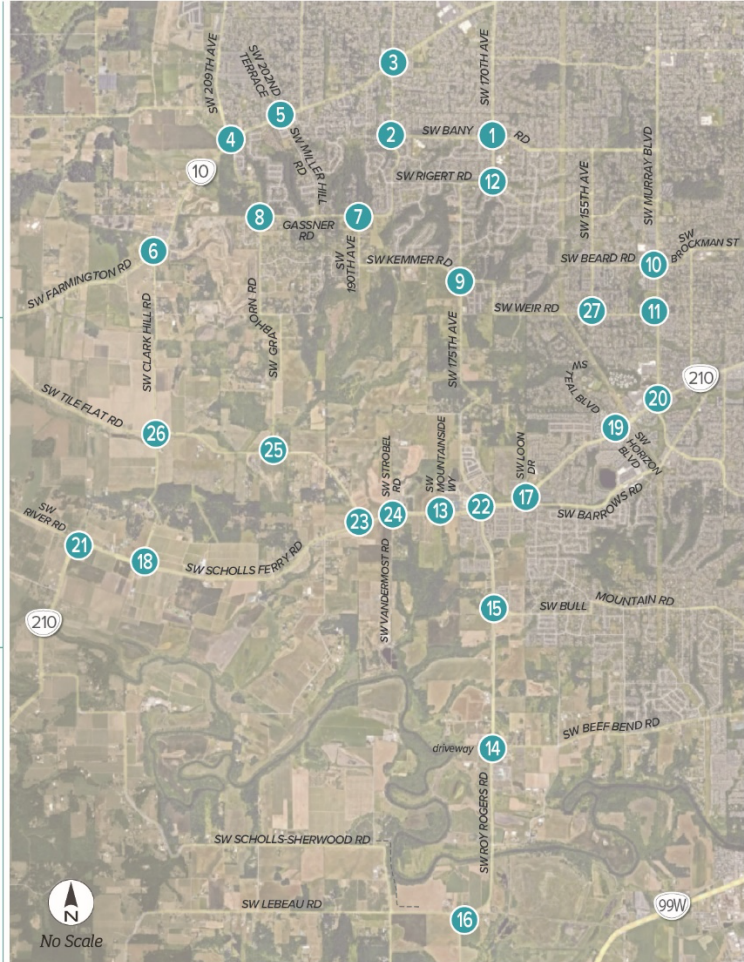 SW 209TH AVE
SW 202ND
TERRACE
3
SW 170TH AVE
5
4
2
SW BANY
1
RD
SW MILLER HILL
RD
10
SW RIGERT RD
12
SW 155TH AVE
SW MURRAY BLVD
8
7
GASSNER
RD
SW
190TH AVE
6
SW FARMINGTON RD
SW KEMMER RD
9
SW BEARD RD
10
SW
BROCKMAN ST
SW CLARK HILL RD
SW GRABHORN RD
SW WEIR RD
27
11
SW 175TH AVE
SW
TEAL BLVD
210
20
SW TILE FLAT RD
26
25
SW STROBEL
RD
SW
MOUNTAINSIDE
WY
SW LOON
DR
19
SW
HORIZON
BLVD
SW
RIVER RD
23
24
13
22
17
SW BARROWS RD
21
18
SW SCHOLLS FERRY RD
SW VANDERMOST RD
15
SW BULL
MOUNTAIN RD
210
driveway
14
SW BEEF BEND RD
SW ROY ROGERS RD
SW SCHOLLS-SHERWOOD RD
SW LEBEAU RD
16
99W
N
No Scale